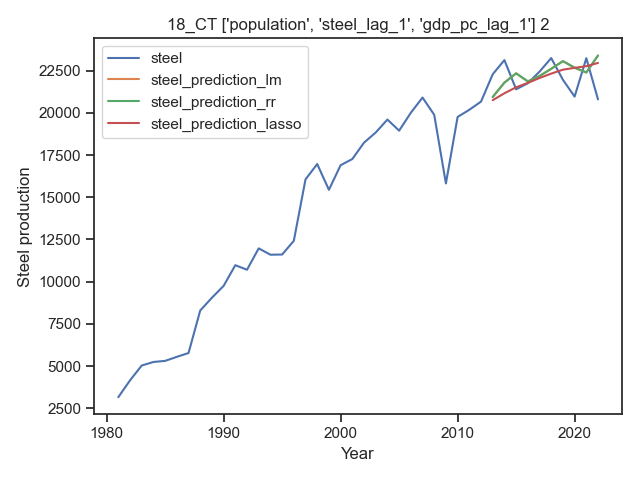 18_CT ['population', 'steel_lag_1', 'gdp_pc_lag_1'] 2
steel
steel_prediction_lm
steel_prediction_rr
steel_prediction_lasso
Steel production
22500
20000
17500
15000
12500
10000
7500
5000
2500
1980 1990 2000 2010 2020
Year